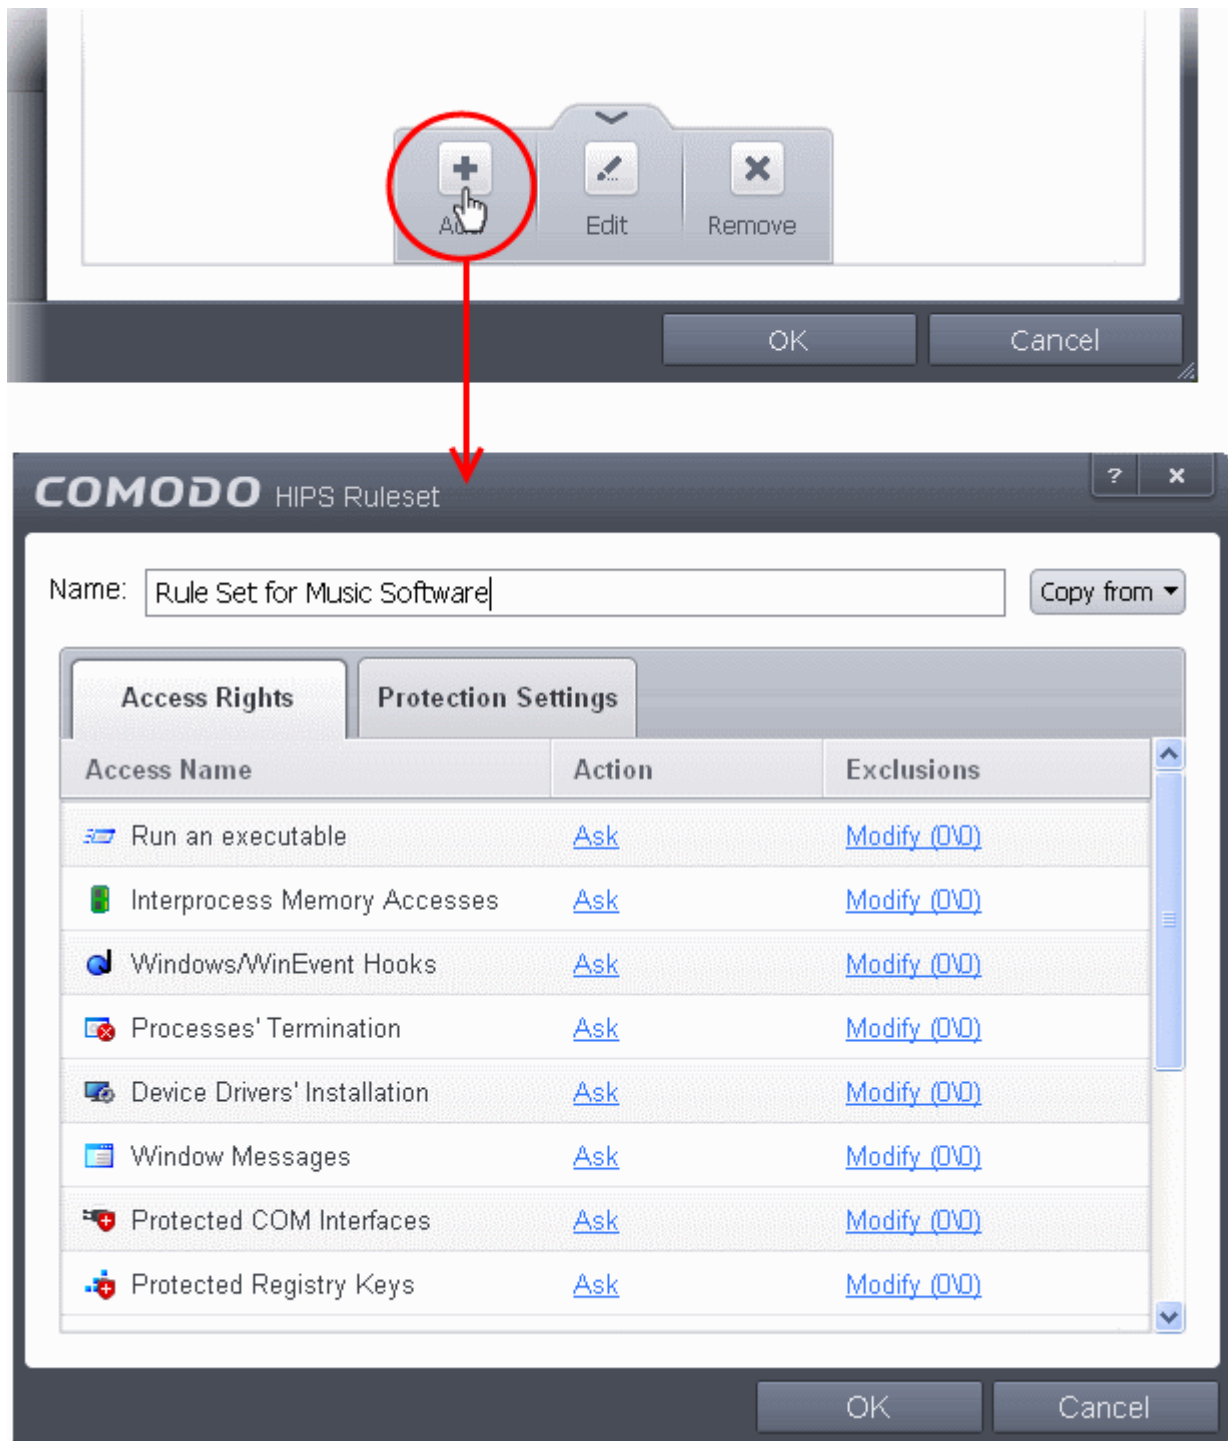 Edit
Remove
OK
Cancel
COMODO HIPS Ruleset
?
Name: Rule Set for Music Software
Copy from
Access Rights
Protection Settings
Access Name Action Exclusions
Run an executable Ask Modify (0\0)
Interprocess Memory Accesses Ask Modify (0\0)
Windows/WinEvent Hooks Ask Modify (0\0)
Processes' Termination Ask Modify (0\0)
Device Drivers' Installation Ask Modify (0\0)
Window Messages Ask Modify (0\0)
Protected COM Interfaces Ask Modify (0\0)
Protected Registry Keys Ask Modify (0\0)
OK
Cancel